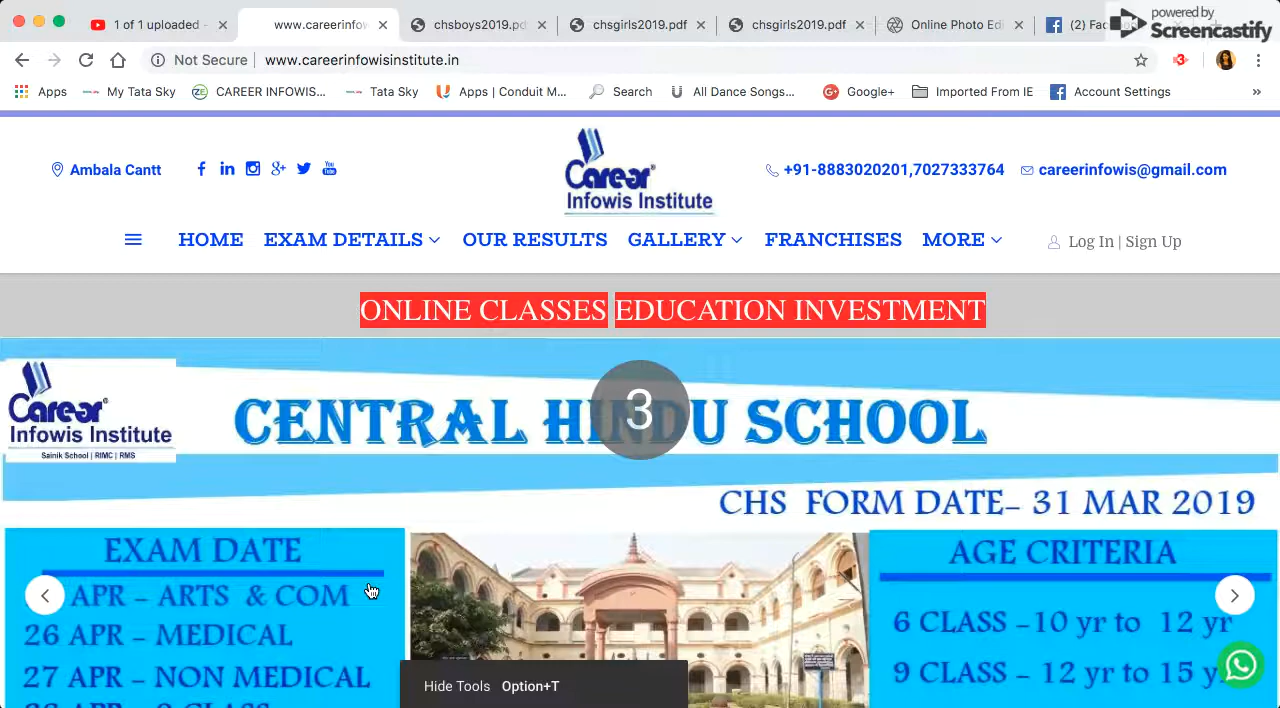 1 of 1 uploaded -
www.careerinfow
chsboys2019.pd
chsgirls2019.pdf
chsgirls2019.pdf
Online Photo Edi
(2) Fac
powered by
Screencastify
Not Secure
www.careerinfowisinstitute.in
3
Apps
My Tata Sky
ZE
CAREER INFOWIS...
Tata Sky
Apps | Conduit M...
Search
All Dance Songs...
Google+
Imported From IE
Account Settings
»
Ambala Cantt
Career
Infowis Institute
+91-8883020201,7027333764
careerinfowis@gmail.com
HOME
EXAM DETAILS
OUR RESULTS
GALLERY
FRANCHISES
MORE
Log In | Sign Up
ONLINE CLASSES EDUCATION INVESTMENT
Career
Infowis Institute
Sainik School | RIMC | RMS
CENTRAL HINDU SCHOOL
3
CHS FORM DATE- 31 MAR 2019
EXAM DATE
APR - ARTS & COM
26 APR - MEDICAL
27 APR - NON MEDICAL
AGE CRITERIA
6 CLASS -10 yr to 12 yr
9 CLASS - 12 yr to 15 y
Hide Tools Option+T